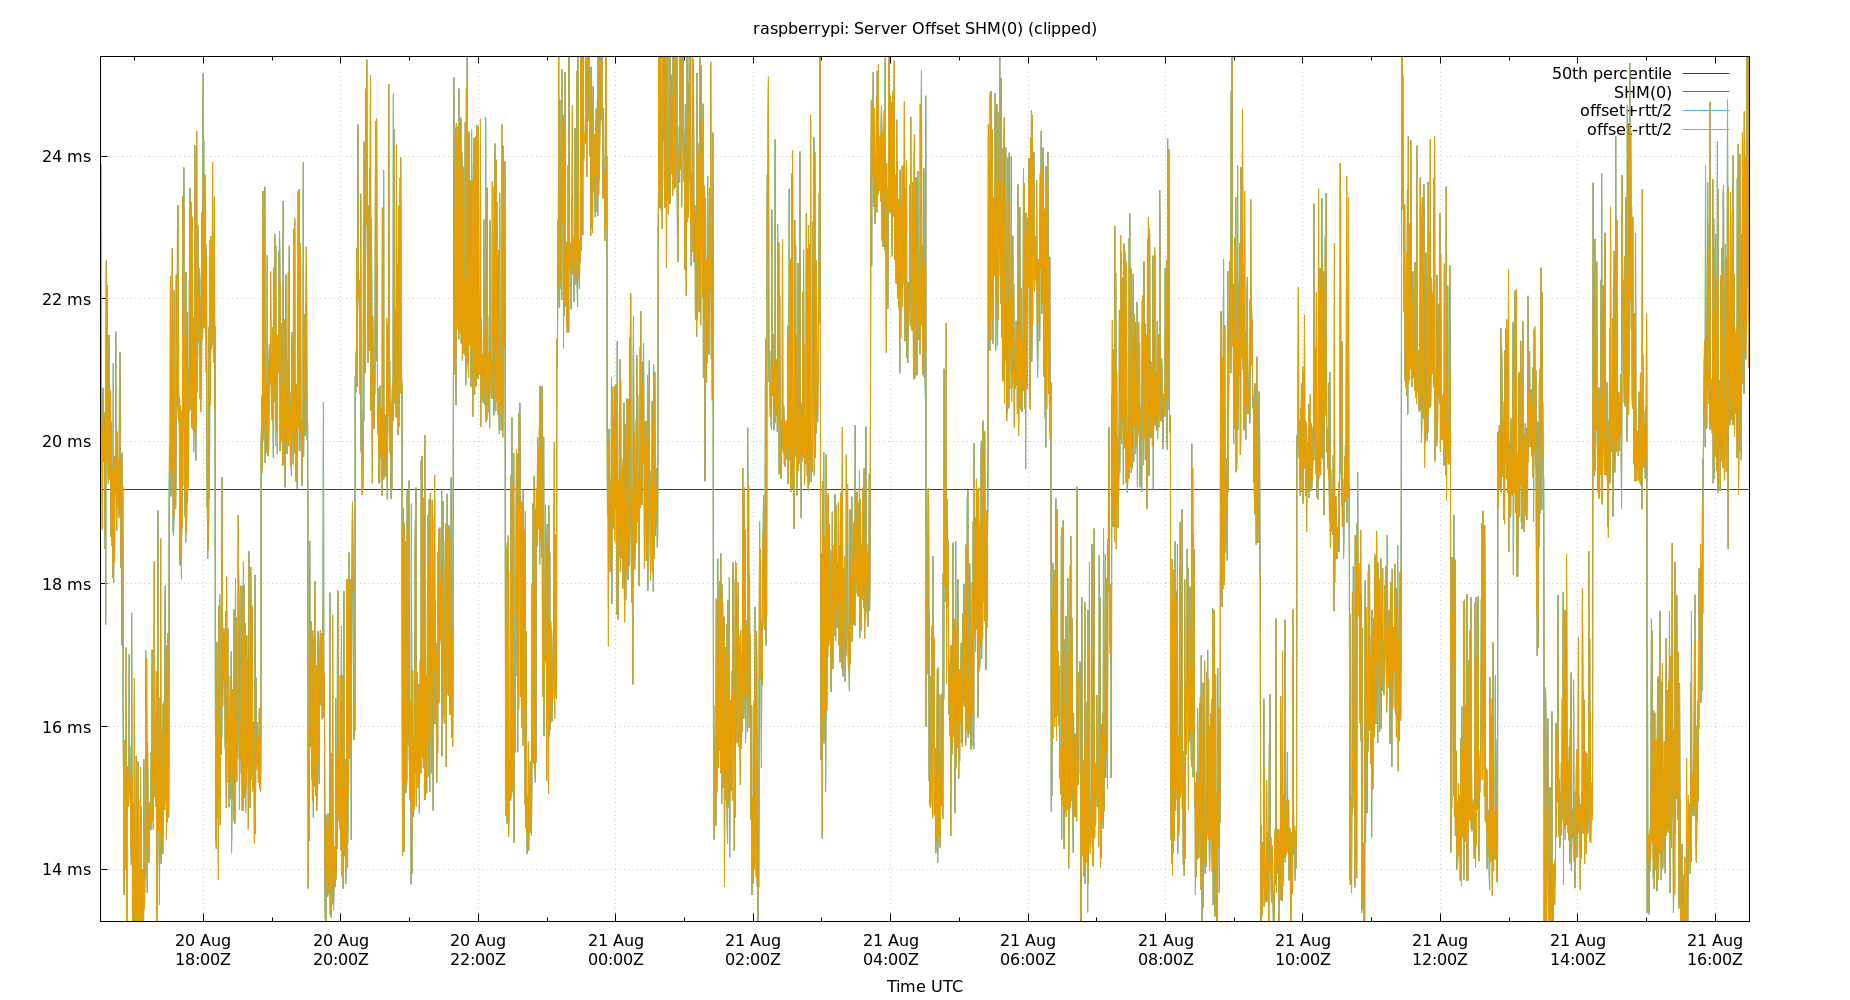 raspberrypi: Server Offset SHM(0) (clipped)
50th percentile
SHM(0)
offset+rtt/2
offset-rtt/2
24 ms
22 ms
20 ms
18 ms
16 ms
14 ms
20 Aug 20 Aug 20 Aug 21 Aug 21 Aug 21 Aug 21 Aug 21 Aug 21 Aug 21 Aug 21 Aug 21 Aug
18:00Z 20:00Z 22:00Z 00:00Z 02:00Z 04:00Z 06:00Z 08:00Z 10:00Z 12:00Z 14:00Z 16:00Z
Time UTC